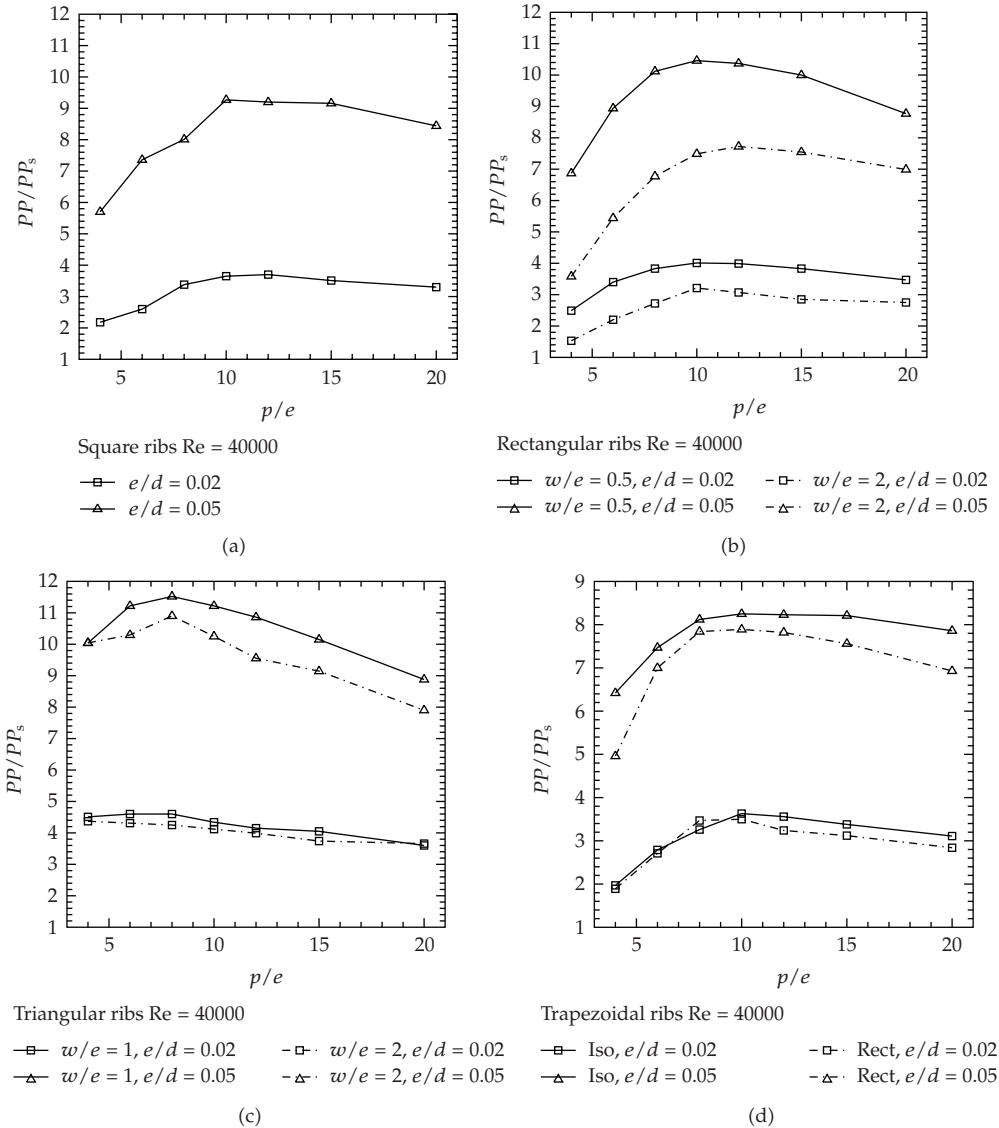 12
11
10
9
8
7
6
5
4
3
2
1
PP/PPs
5 10 15 20
p/e
Square ribs Re = 40000
e/d = 0.02
e/d = 0.05
(a)
12
11
10
9
8
7
6
5
4
3
2
1
PP/PPs
5 10 15 20
p/e
Rectangular ribs Re = 40000
w/e = 0.5, e/d = 0.02 w/e = 2, e/d = 0.02
w/e = 0.5, e/d = 0.05 w/e = 2, e/d = 0.05
(b)
12
11
10
9
8
7
6
5
4
3
2
1
PP/PPs
5 10 15 20
p/e
Triangular ribs Re = 40000
w/e = 1, e/d = 0.02 w/e = 2, e/d = 0.02
w/e = 1, e/d = 0.05 w/e = 2, e/d = 0.05
(c)
9
8
7
6
5
4
3
2
1
PP/PPs
5 10 15 20
p/e
Trapezoidal ribs Re = 40000
Iso, e/d = 0.02 Rect, e/d = 0.02
Iso, e/d = 0.05 Rect, e/d = 0.05
(d)